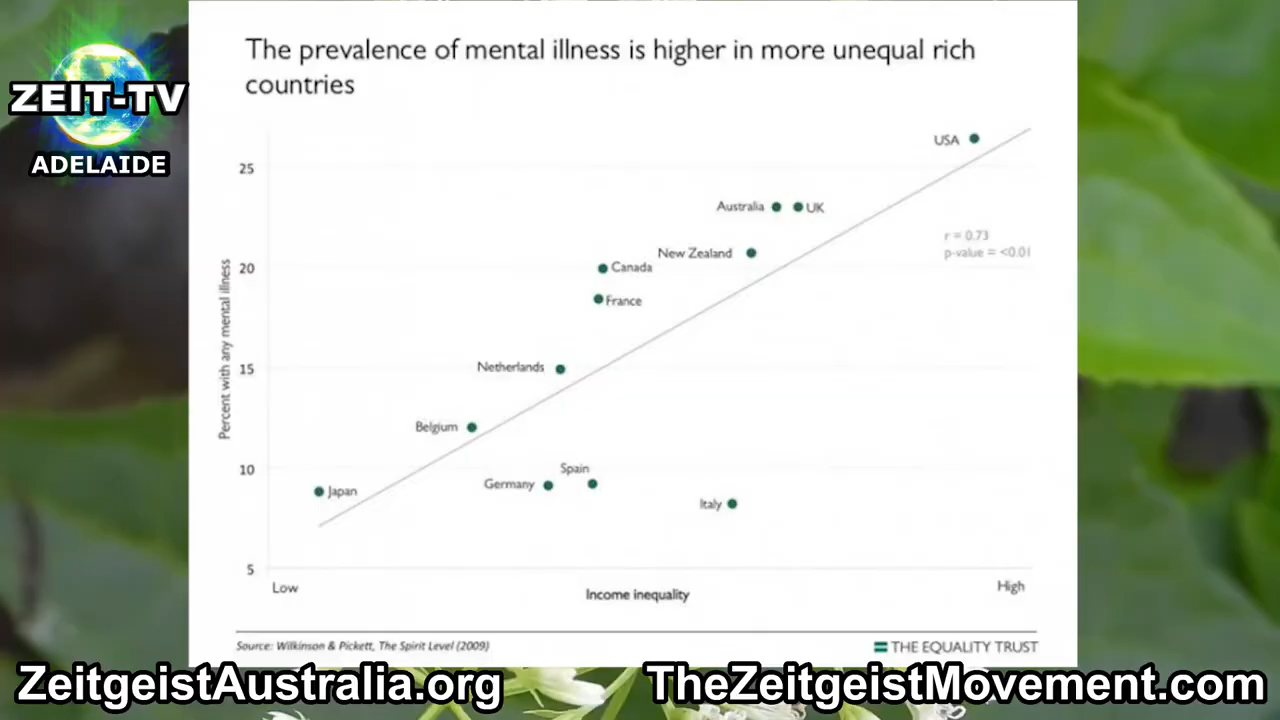 The prevalence of mental illness is higher in more unequal rich
countries
ZEIT-TV
ADELAIDE
USA
25
Australia
UK
r = 0.73
p-value = <0.01
New Zealand
20
Canada
France
Percent with any mental illness
15
Netherlands
Belgium
10
Spain
Germany
Japan
Italy
5
Low
Income inequality
High
Source: Wilkinson & Pickett, The Spirit Level (2009)
THE EQUALITY TRUST
ZeitgeistAustralia.org
TheZeitgeistMovement.com